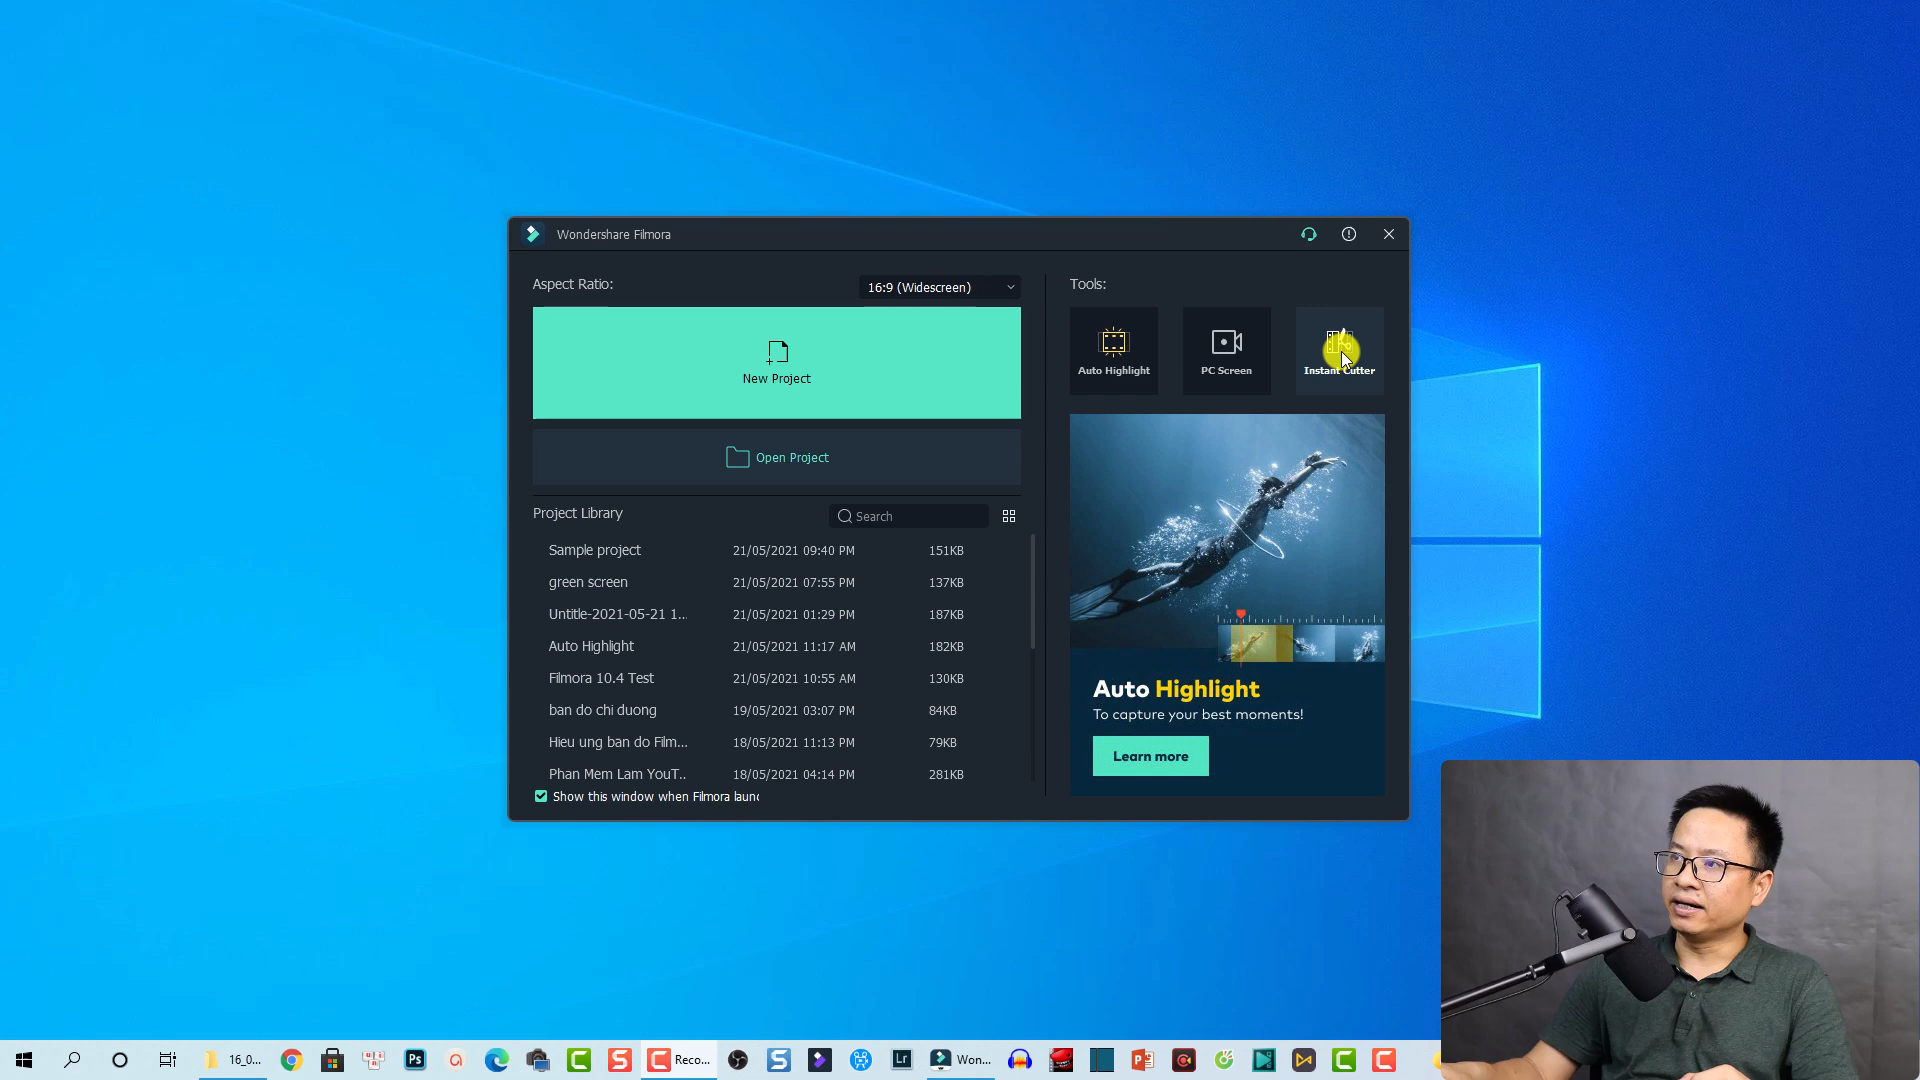 Wondershare Filmora
Aspect Ratio:
16:9 (Widescreen)
New Project
Open Project
Project Library
Search
Sample project 21/05/2021 09:40 PM 151KB
green screen 21/05/2021 07:55 PM 137KB
Untitle-2021-05-21 1... 21/05/2021 01:29 PM 187KB
Auto Highlight 21/05/2021 11:17 AM 182KB
Filmora 10.4 Test 21/05/2021 10:55 AM 130KB
ban do chi duong 19/05/2021 03:07 PM 84KB
Hieu ung ban do Film... 18/05/2021 11:13 PM 79KB
Phan Mem Lam YouT.. 18/05/2021 04:14 PM 281KB
Show this window when Filmora launc
Tools:
Auto Highlight
PC Screen
Instant Cutter
Auto Highlight
To capture your best moments!
Learn more
16_0...
Ps
Reco...
Lr
Won...